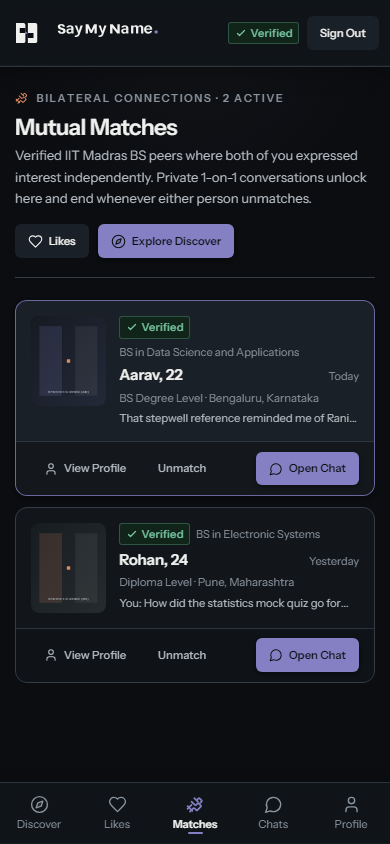 Say My Name.
Verified
Sign Out
BILATERAL CONNECTIONS · 2 ACTIVE
Mutual Matches
Verified IIT Madras BS peers where both of you expressed
interest independently. Private 1-on-1 conversations unlock
here and end whenever either person unmatches.
Likes
Explore Discover
Verified
BS in Data Science and Applications
Aarav, 22
Today
BS Degree Level · Bengaluru, Karnataka
That stepwell reference reminded me of Rani...
View Profile
Unmatch
Open Chat
Verified
BS in Electronic Systems
Rohan, 24
Yesterday
Diploma Level · Pune, Maharashtra
You: How did the statistics mock quiz go for...
View Profile
Unmatch
Open Chat
Discover
Likes
Matches
Chats
Profile